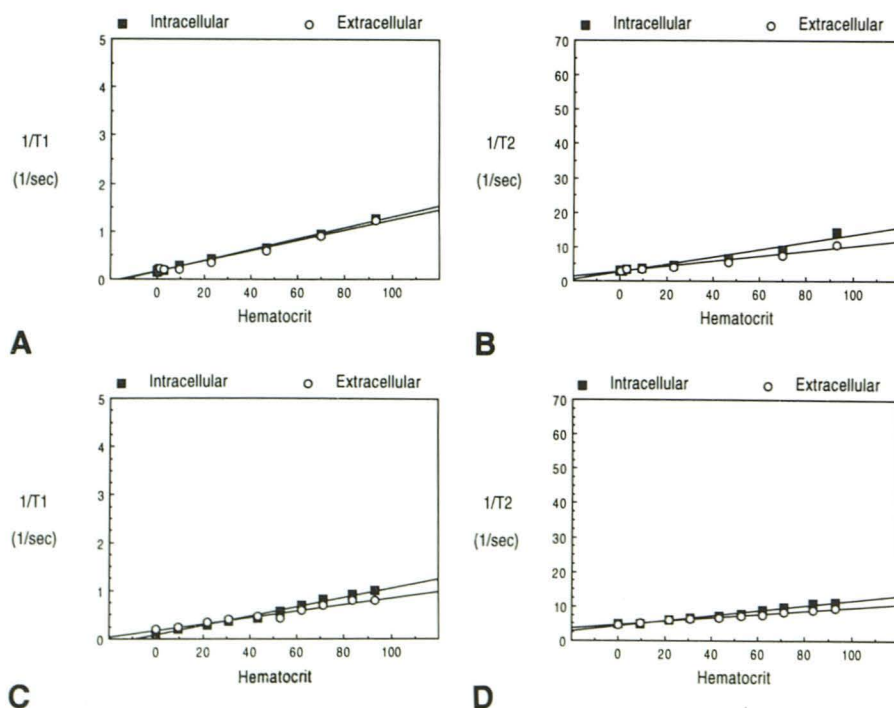 ■ Intracellular ○ Extracellular
5
4
1/T1
3
(1/sec)
2
1
0
0 20 40 60 80 100
Hematocrit
A
■ Intracellular ○ Extracellular
70
60
50
1/T2
40
(1/sec)
30
20
10
0
0 20 40 60 80 100
Hematocrit
B
■ Intracellular ○ Extracellular
5
4
1/T1
3
(1/sec)
2
1
0
0 20 40 60 80 100
Hematocrit
C
■ Intracellular ○ Extracellular
70
60
50
1/T2
40
(1/sec)
30
20
10
0
0 20 40 60 80 100
Hematocrit
D